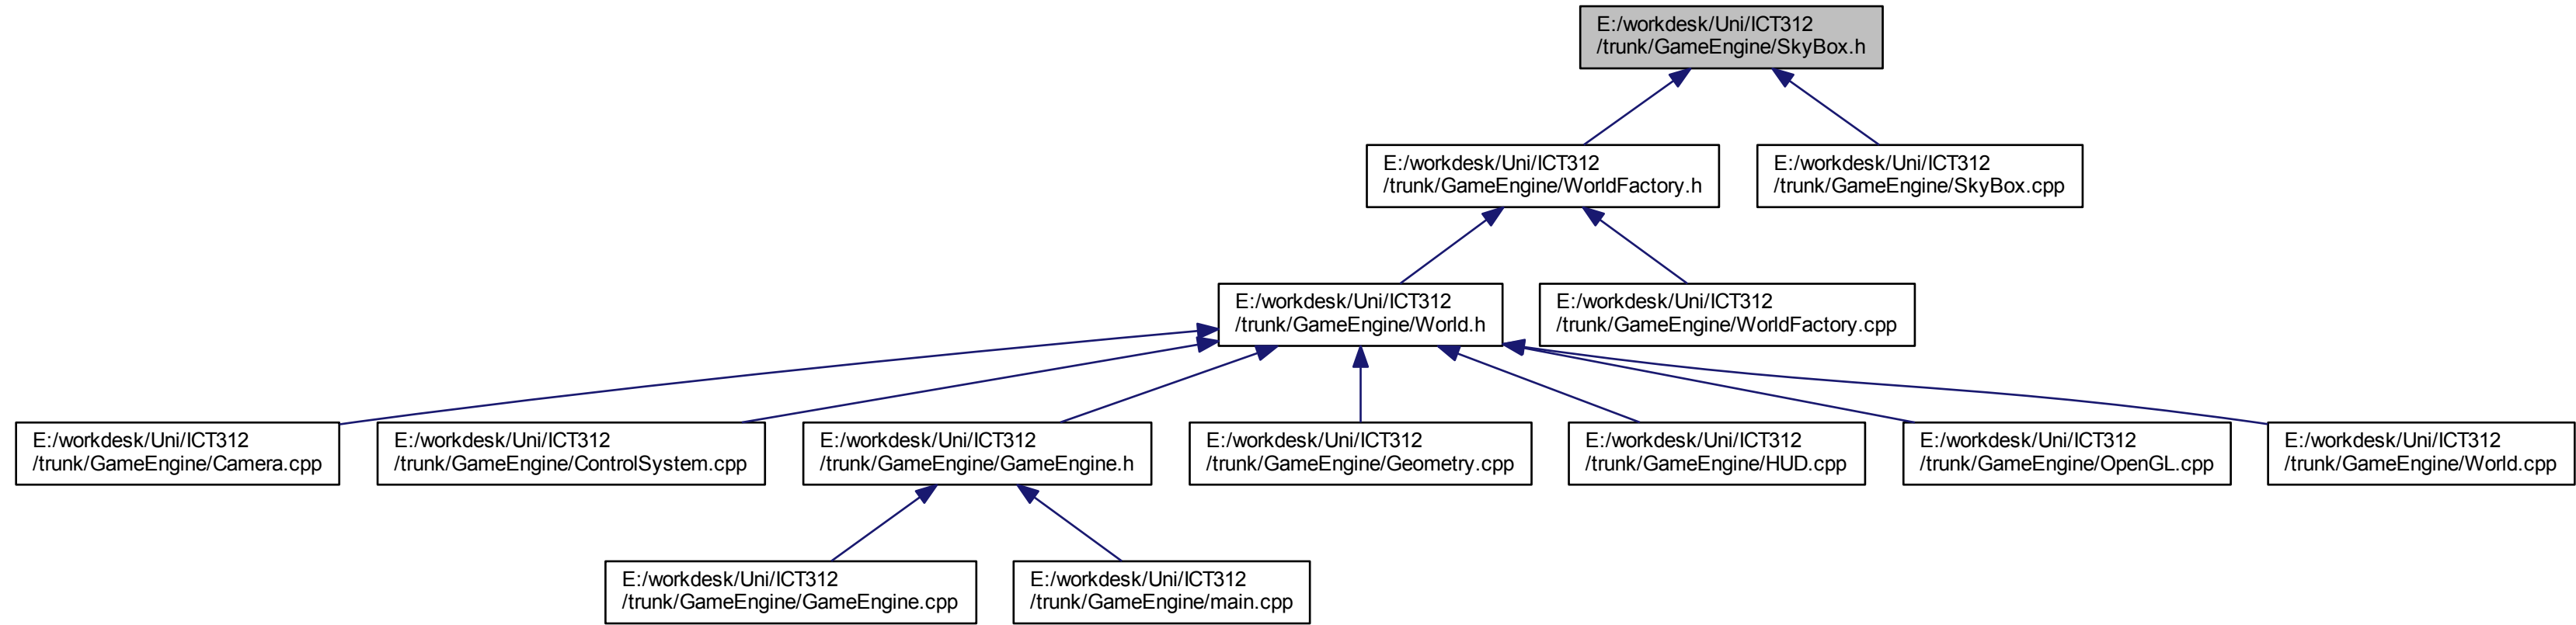 E:/workdesk/Uni/ICT312
/trunk/GameEngine/SkyBox.h
E:/workdesk/Uni/ICT312
/trunk/GameEngine/WorldFactory.h
E:/workdesk/Uni/ICT312
/trunk/GameEngine/SkyBox.cpp
E:/workdesk/Uni/ICT312
/trunk/GameEngine/World.h
E:/workdesk/Uni/ICT312
/trunk/GameEngine/WorldFactory.cpp
E:/workdesk/Uni/ICT312
/trunk/GameEngine/Camera.cpp
E:/workdesk/Uni/ICT312
/trunk/GameEngine/ControlSystem.cpp
E:/workdesk/Uni/ICT312
/trunk/GameEngine/GameEngine.h
E:/workdesk/Uni/ICT312
/trunk/GameEngine/Geometry.cpp
E:/workdesk/Uni/ICT312
/trunk/GameEngine/HUD.cpp
E:/workdesk/Uni/ICT312
/trunk/GameEngine/OpenGL.cpp
E:/workdesk/Uni/ICT312
/trunk/GameEngine/World.cpp
E:/workdesk/Uni/ICT312
/trunk/GameEngine/GameEngine.cpp
E:/workdesk/Uni/ICT312
/trunk/GameEngine/main.cpp